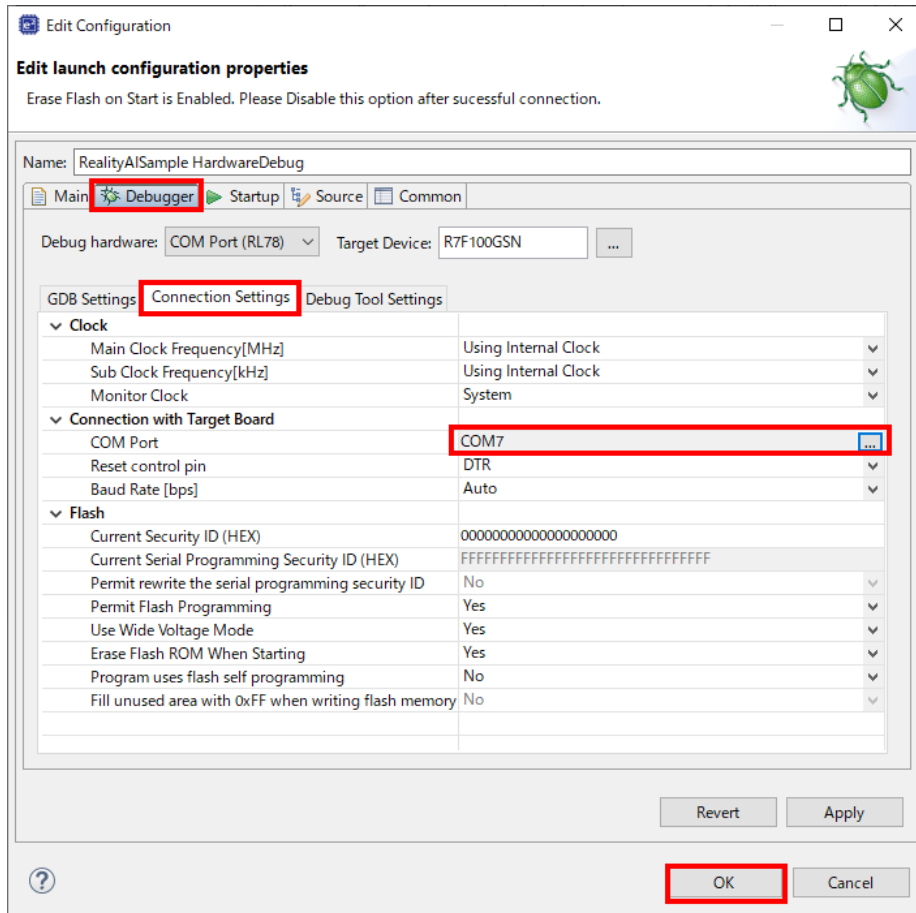 Edit Configuration
Edit launch configuration properties
Erase Flash on Start is Enabled. Please Disable this option after sucessful connection.
Name: RealityAISample HardwareDebug
Main Debugger Startup Source Common
Debug hardware: COM Port (RL78) Target Device: R7F100GSN ...
GDB Settings Connection Settings Debug Tool Settings
Clock
Main Clock Frequency[MHz] Using Internal Clock
Sub Clock Frequency[kHz] Using Internal Clock
Monitor Clock System
Connection with Target Board
COM Port COM7 ...
Reset control pin DTR
Baud Rate [bps] Auto
Flash
Current Security ID (HEX) 00000000000000000000
Current Serial Programming Security ID (HEX) FFFFFFFFFFFFFFFFFFFFFFFFFFFFFFFF
Permit rewrite the serial programming security ID No
Permit Flash Programming Yes
Use Wide Voltage Mode Yes
Erase Flash ROM When Starting Yes
Program uses flash self programming No
Fill unused area with 0xFF when writing flash memory No
Revert Apply
? OK Cancel